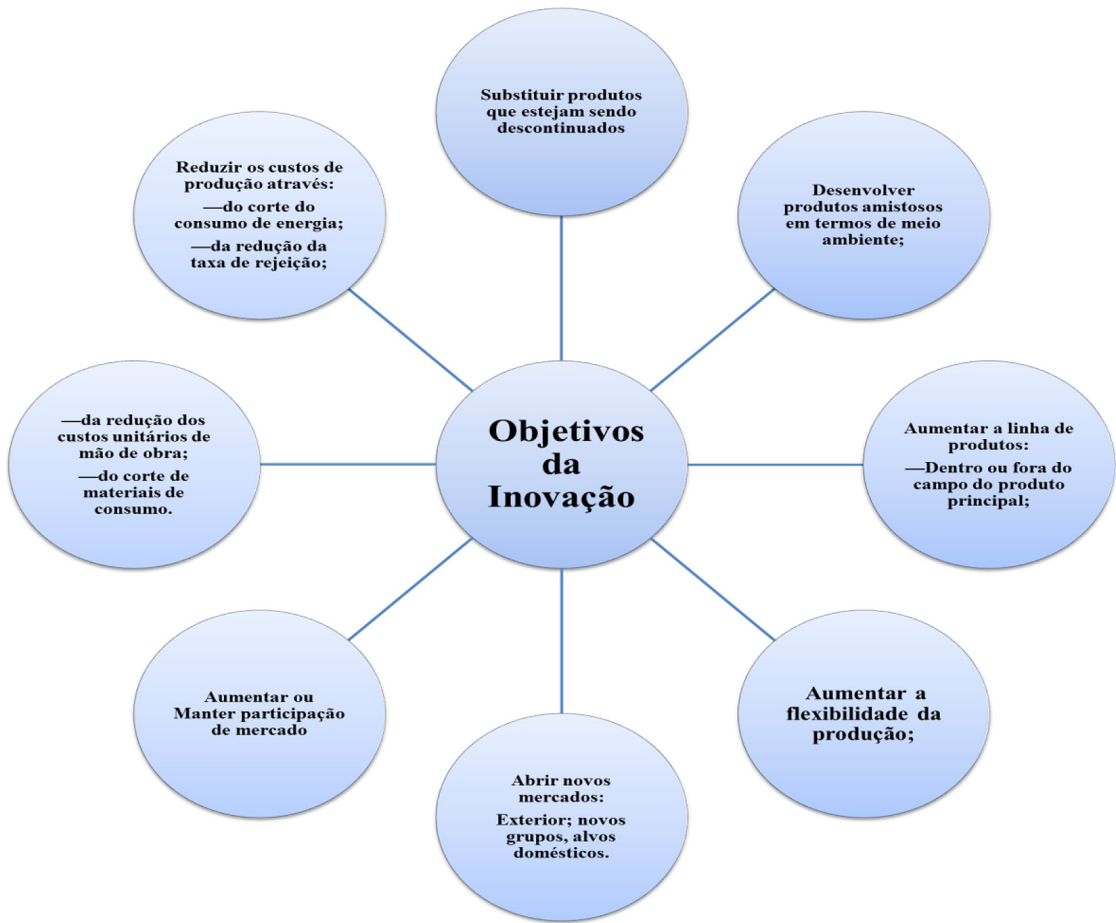 Substituir produtos
que estejam sendo
descontinuados
Desenvolver
produtos amistosos
em termos de meio
ambiente;
Aumentar a linha de
produtos:
—Dentro ou fora do
campo do produto
principal;
Aumentar a
flexibilidade da
produção;
Abrir novos
mercados:
Exterior; novos
grupos, alvos
domésticos.
Aumentar ou
Manter participação
de mercado
—da redução dos
custos unitários de
mão de obra;
—do corte de
materiais de
consumo.
Reduzir os custos de
produção através:
—do corte do
consumo de energia;
—da redução da
taxa de rejeição;
Objetivos
da
Inovação